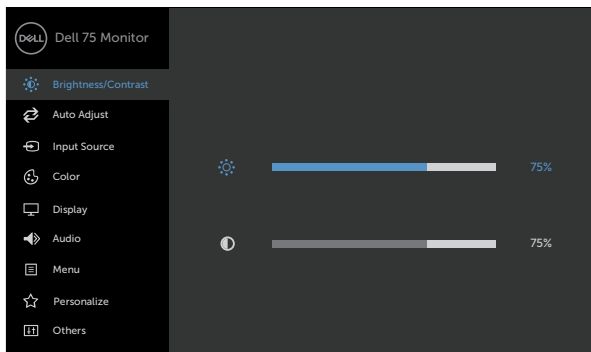 DELL
Dell 75 Monitor
Brightness/Contrast
Auto Adjust
Input Source
Color
Display
Audio
Menu
Personalize
Others
75%
75%